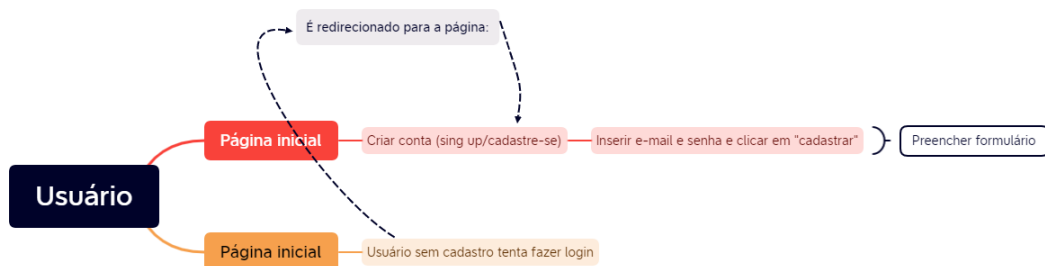 É redirecionado para a página:
Página inicial
Criar conta (sing up/cadastre-se)
Inserir e-mail e senha e clicar em "cadastrar"
Preencher formulário
Usuário
Página inicial
Usuário sem cadastro tenta fazer login